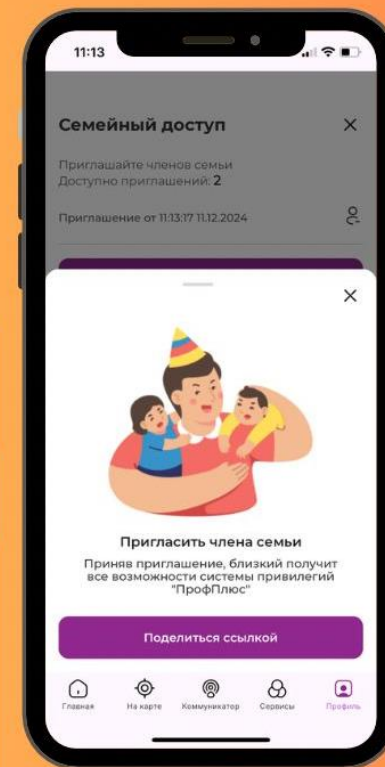 11:13
Семейный доступ
Приглашайте членов семьи
Доступно приглашений: 2
Приглашение от 11:13:17 11.12.2024
Пригласить члена семьи
Приняв приглашение, близкий получит
все возможности системы привилегий
"ПрофПлюс"
Поделиться ссылкой
Главная На карте Коммуникатор Сервисы Профиль